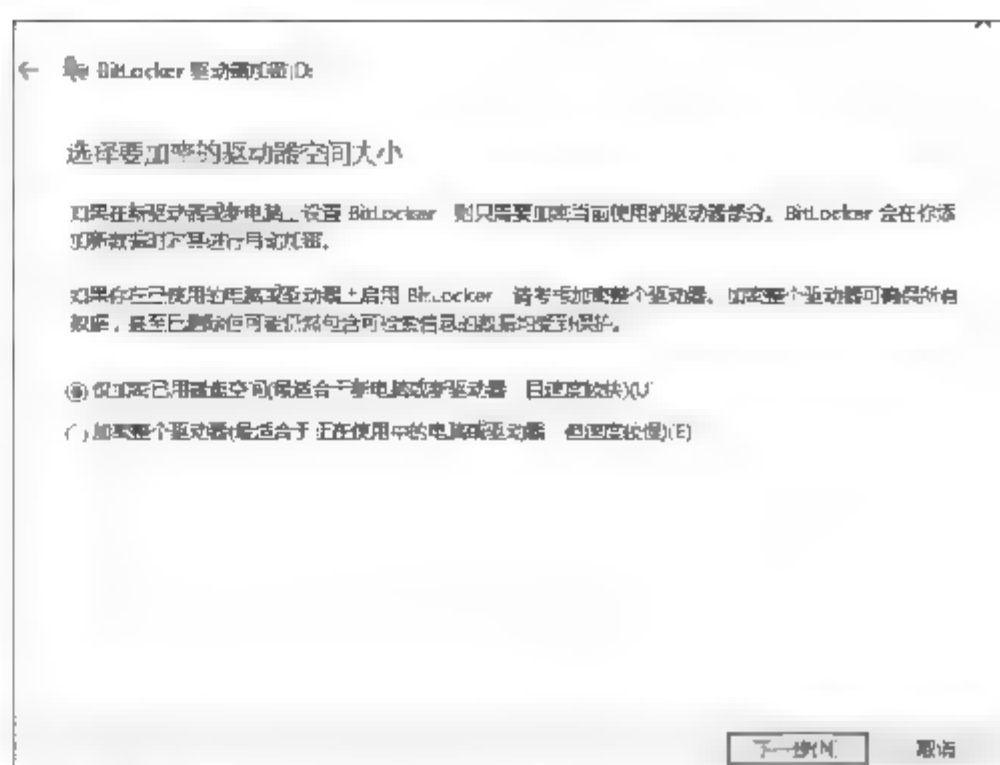 ← BitLocker 驱动器加密(D:)
选择要加密的驱动器空间大小
如果在新驱动器或新电脑上设置 BitLocker，则只需要加密当前使用的驱动器部分。BitLocker 会在你添
加新数据时对其进行自动加密。
如果你在已使用的电脑或驱动器上启用 BitLocker，请考虑加密整个驱动器。加密整个驱动器可确保所有
数据，甚至已删除但可能仍然包含可检索信息的数据均受到保护。
仅加密已用磁盘空间(最适合于新电脑或新驱动器，且速度较快)(U)
加密整个驱动器(最适合于正在使用中的电脑或驱动器，但速度较慢)(E)
下一步(N) 取消